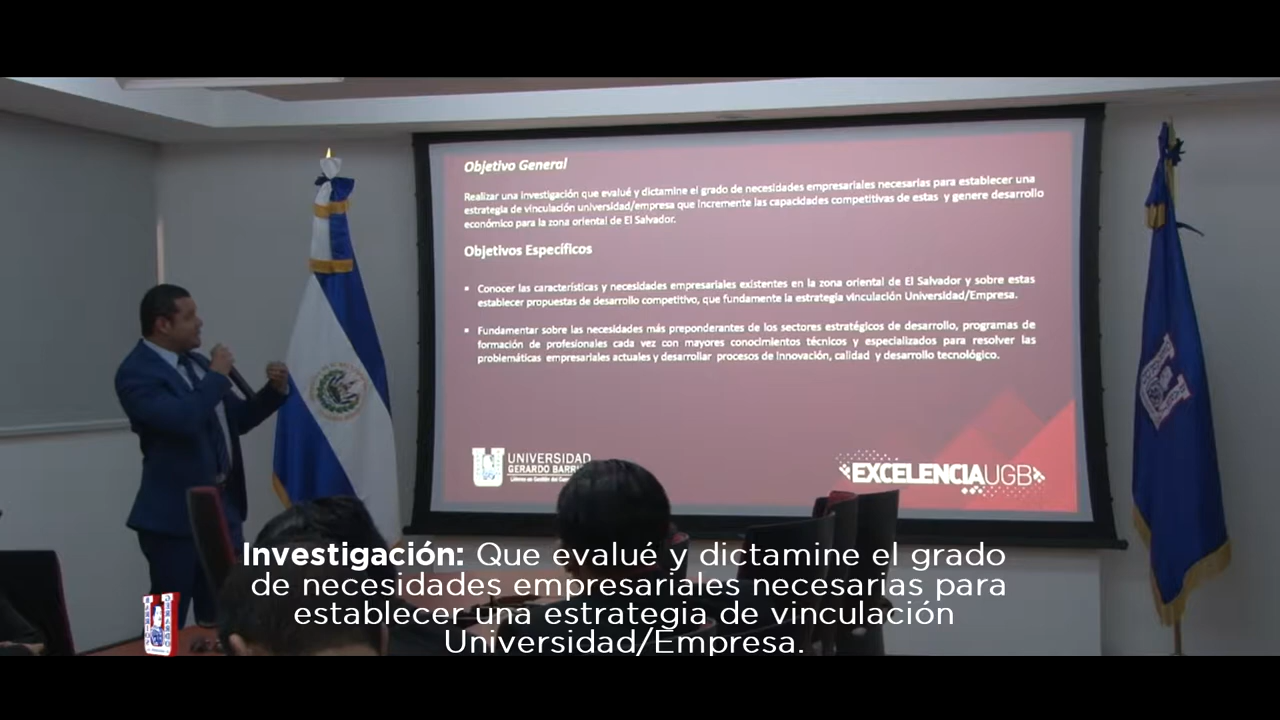 Objetivo General
Realizar una investigación que evalué y dictamine el grado de necesidades empresariales necesarias para establecer una
estrategia de vinculación universidad/empresa que incremente las capacidades competitivas de estas y genere desarrollo
económico para la zona oriental de El Salvador.
Objetivos Específicos
▪ Conocer las características y necesidades empresariales existentes en la zona oriental de El Salvador y sobre estas
establecer propuestas de desarrollo competitivo, que fundamente la estrategia vinculación Universidad/Empresa.
▪ Fundamentar sobre las necesidades más preponderantes de los sectores estratégicos de desarrollo, programas de
formación de profesionales cada vez con mayores conocimientos técnicos y especializados para resolver las
problemáticas empresariales actuales y desarrollar procesos de innovación, calidad y desarrollo tecnológico.
UNIVERSIDAD
GERARDO
Líderes en Gestión del
EXCELENCIAUGB
Investigación: Que evalué y dictamine el grado
de necesidades empresariales necesarias para
establecer una estrategia de vinculación
Universidad/Empresa.